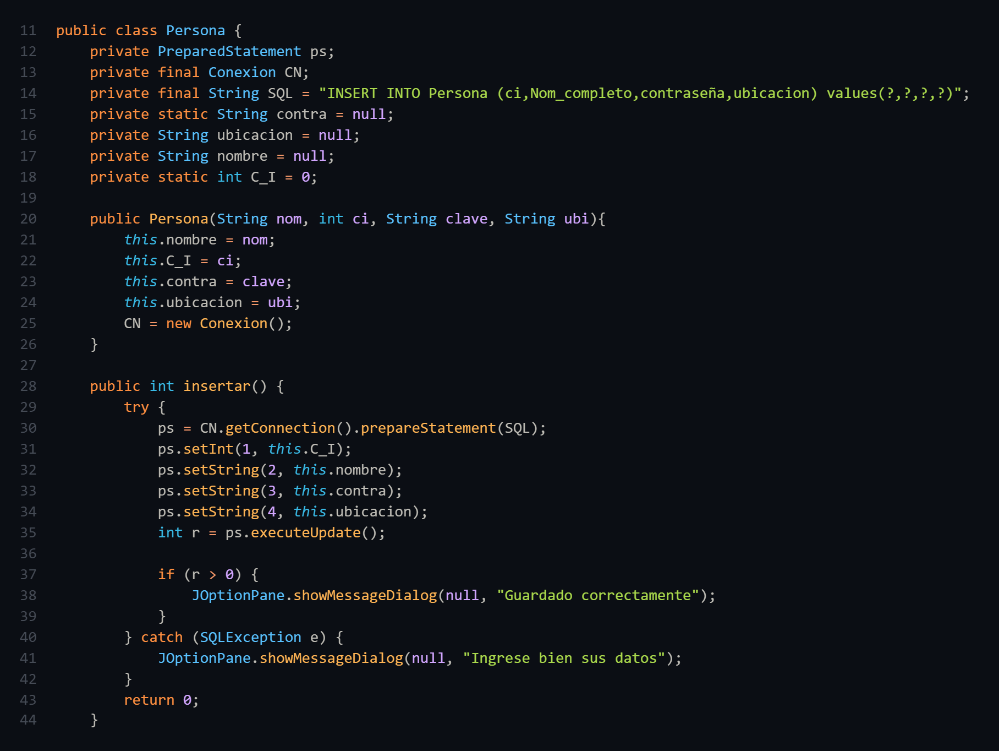 11 public class Persona {
12     private PreparedStatement ps;
13     private final Conexion CN;
14     private final String SQL = "INSERT INTO Persona (ci,Nom_completo,contraseña,ubicacion) values(?,?,?,?)";
15     private static String contra = null;
16     private String ubicacion = null;
17     private String nombre = null;
18     private static int C_I = 0;
19
20     public Persona(String nom, int ci, String clave, String ubi){
21         this.nombre = nom;
22         this.C_I = ci;
23         this.contra = clave;
24         this.ubicacion = ubi;
25         CN = new Conexion();
26     }
27
28     public int insertar() {
29         try {
30             ps = CN.getConnection().prepareStatement(SQL);
31             ps.setInt(1, this.C_I);
32             ps.setString(2, this.nombre);
33             ps.setString(3, this.contra);
34             ps.setString(4, this.ubicacion);
35             int r = ps.executeUpdate();
36
37             if (r > 0) {
38                 JOptionPane.showMessageDialog(null, "Guardado correctamente");
39             }
40         } catch (SQLException e) {
41             JOptionPane.showMessageDialog(null, "Ingrese bien sus datos");
42         }
43         return 0;
44     }